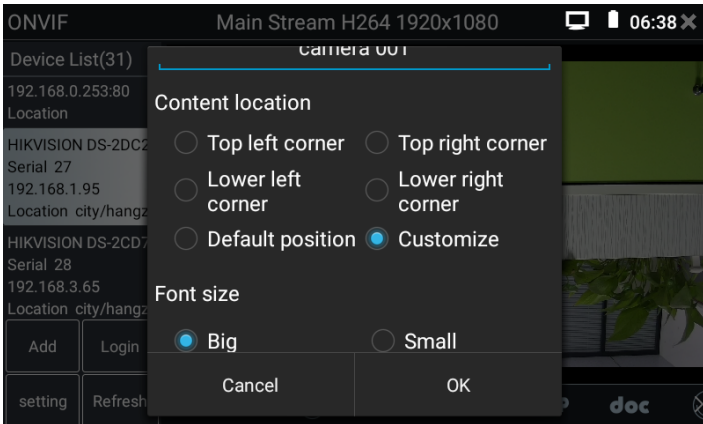 ONVIF
Main Stream H264 1920x1080
06:38
Device List(31)
192.168.0.253:80
Location
HIKVISION DS-2DC2
Serial 27
192.168.1.95
Location city/hangz
HIKVISION DS-2CD7
Serial 28
192.168.3.65
Location city/hangz
Add
Login
setting
Refresh
camera 001
Content location
Top left corner
Top right corner
Lower left
corner
Lower right
corner
Default position
Customize
Font size
Big
Small
Cancel
OK
doc